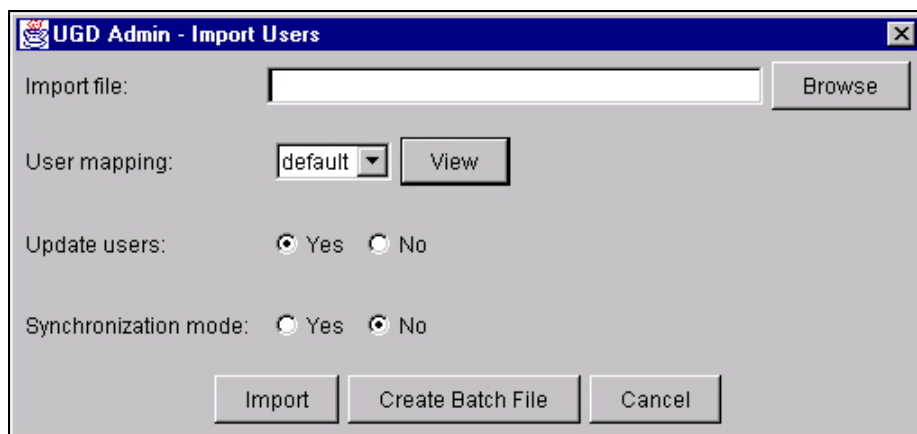 UGD Admin - Import Users
Import file: Browse
User mapping: default View
Update users: Yes No
Synchronization mode: Yes No
Import Create Batch File Cancel